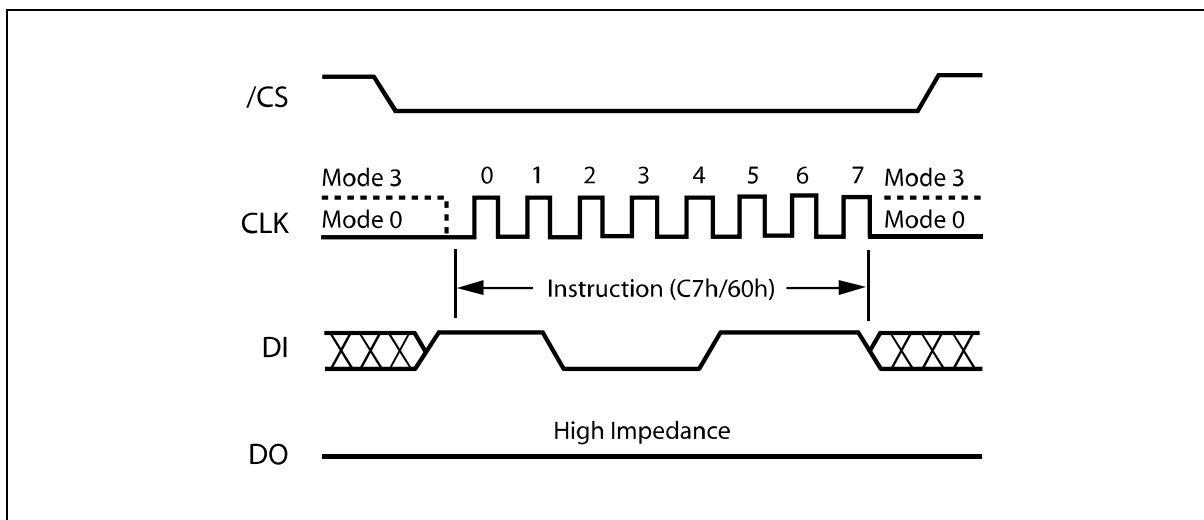 /CS
Mode 3 0 1 2 3 4 5 6 7 Mode 3
CLK Mode 0 Mode 0
Instruction (C7h/60h)
DI
High Impedance
DO